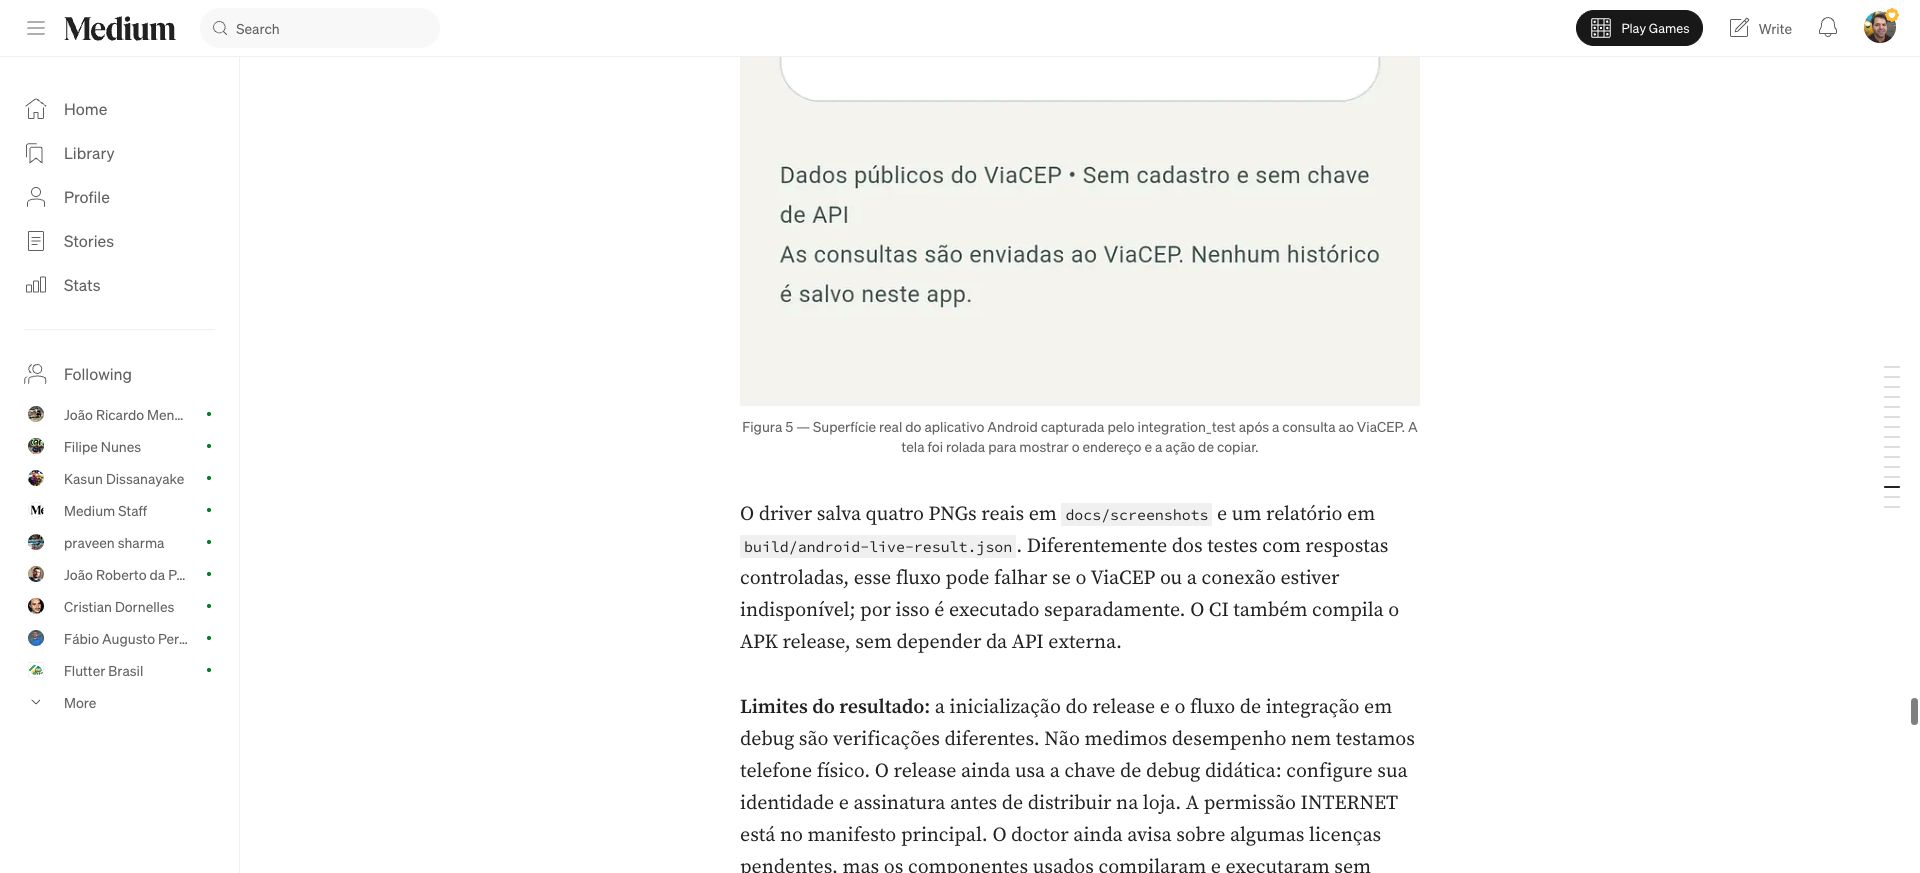 Medium
Search
Play Games
Write
Home
Library
Profile
Stories
Stats
Following
João Ricardo Men...
Filipe Nunes
Kasun Dissanayake
Medium Staff
praveen sharma
João Roberto da P...
Cristian Dornelles
Fábio Augusto Per...
Flutter Brasil
More
Dados públicos do ViaCEP • Sem cadastro e sem chave
de API
As consultas são enviadas ao ViaCEP. Nenhum histórico
é salvo neste app.
Figura 5 — Superfície real do aplicativo Android capturada pelo integration_test após a consulta ao ViaCEP. A
tela foi rolada para mostrar o endereço e a ação de copiar.
O driver salva quatro PNGs reais em docs/screenshots e um relatório em
build/android-live-result.json. Diferentemente dos testes com respostas
controladas, esse fluxo pode falhar se o ViaCEP ou a conexão estiver
indisponível; por isso é executado separadamente. O CI também compila o
APK release, sem depender da API externa.
Limites do resultado: a inicialização do release e o fluxo de integração em
debug são verificações diferentes. Não medimos desempenho nem testamos
telefone físico. O release ainda usa a chave de debug didática: configure sua
identidade e assinatura antes de distribuir na loja. A permissão INTERNET
está no manifesto principal. O doctor ainda avisa sobre algumas licenças
pendentes, mas os componentes usados compilaram e executaram sem